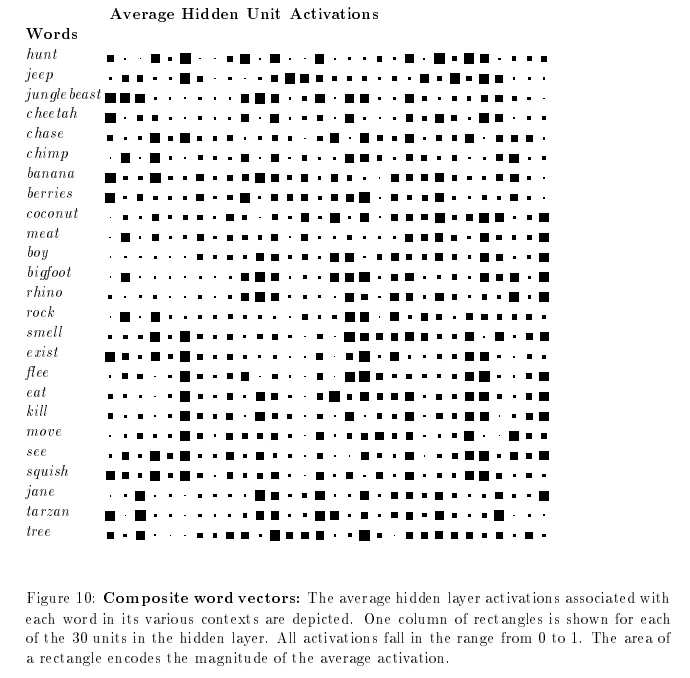 Average Hidden Unit Activations
Words
hunt
jeep
junglebeast
cheetah
chase
chimp
banana
berries
coconut
meat
boy
bigfoot
rhino
rock
smell
exist
flee
eat
kill
move
see
squish
jane
tarzan
tree
Figure 10: Composite word vectors: The average hidden layer activations associated with
each word in its various contexts are depicted. One column of rectangles is shown for each
of the 30 units in the hidden layer. All activations fall in the range from 0 to 1. The area of
a rectangle encodes the magnitude of the average activation.